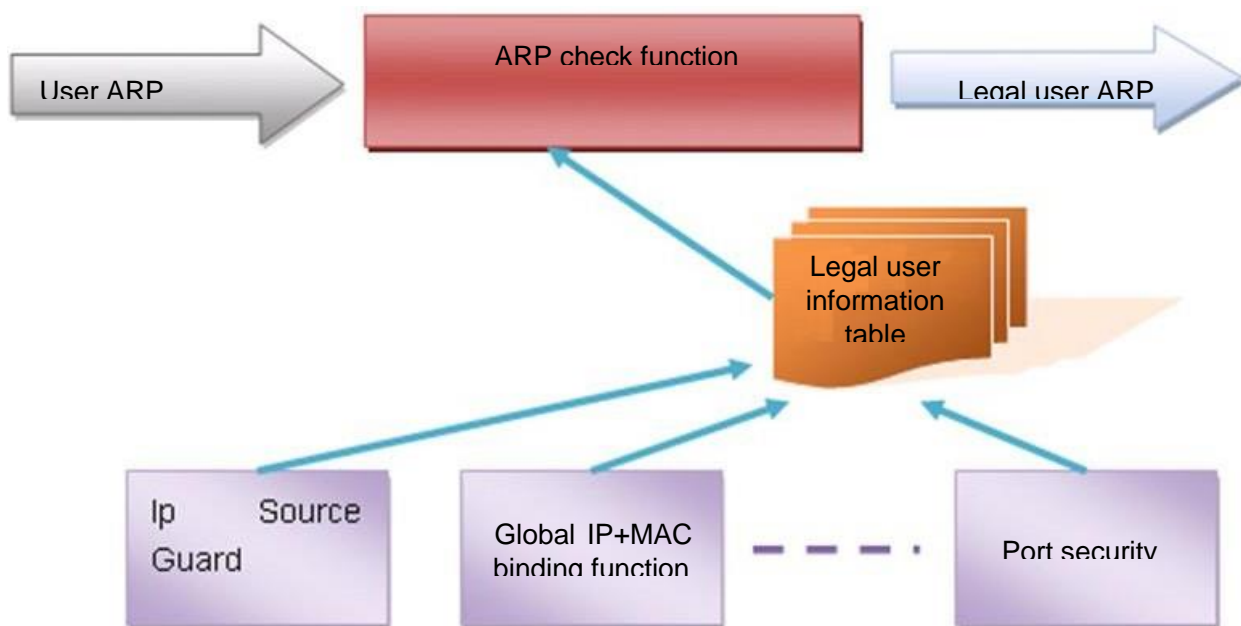 ARP check function
User ARP
Legal user ARP
Legal user
information
table
Ip Source
Guard
Global IP+MAC
binding function
Port security